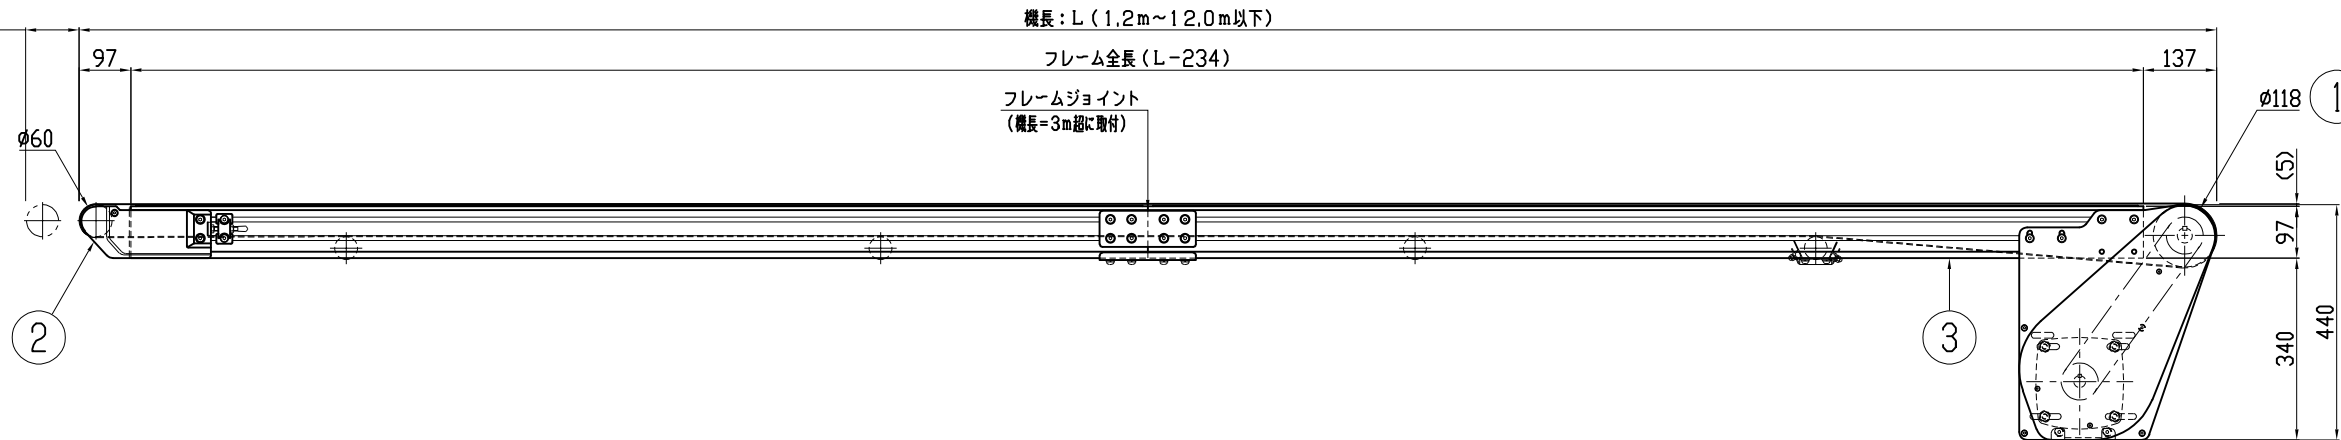 機長：L（1.2m～12.0m以下）
97
フレーム全長（L-234）
137
フレームジョイント
（機長=3m超に取付）
φ60
φ118
1
(5)
97
340
440
2
3